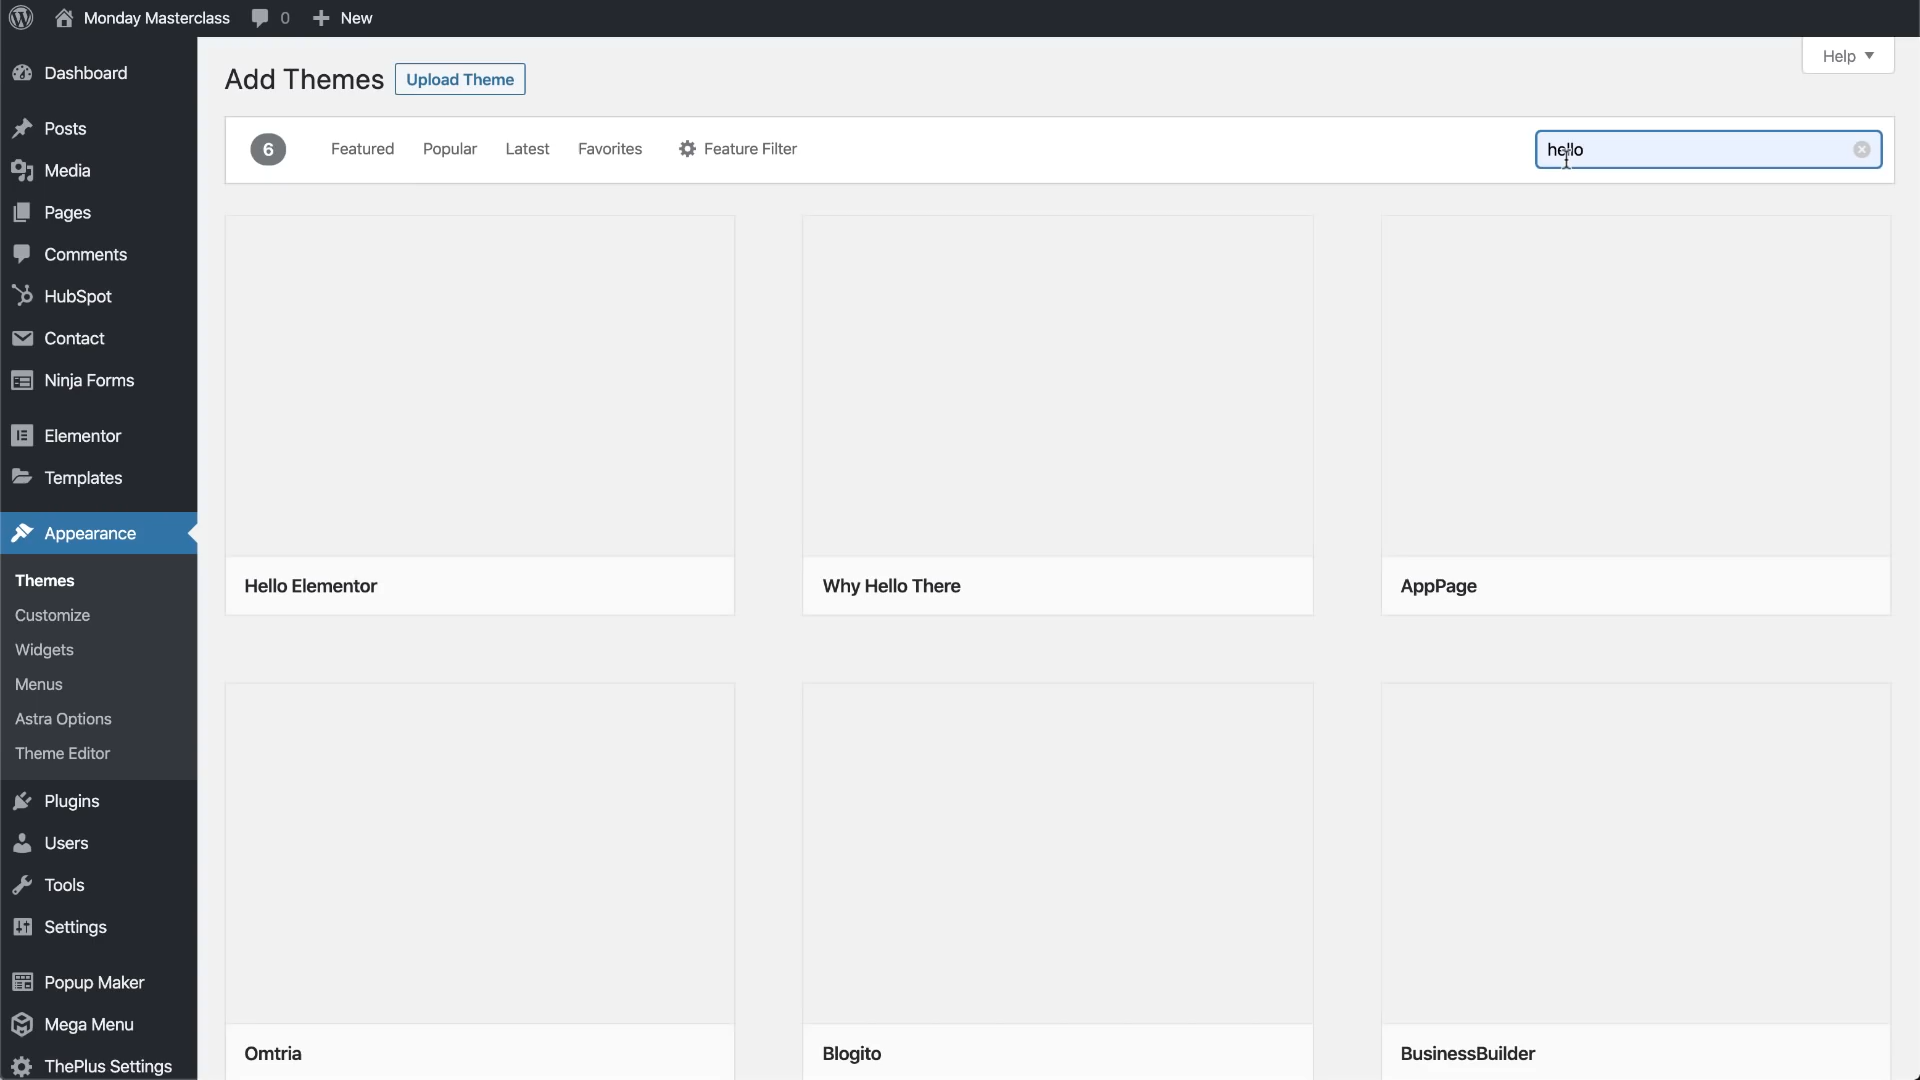 Monday Masterclass
0
New
Dashboard
Posts
Media
Pages
Comments
HubSpot
Contact
Ninja Forms
Elementor
Templates
Appearance
Themes
Customize
Widgets
Menus
Astra Options
Theme Editor
Plugins
Users
Tools
Settings
Popup Maker
Mega Menu
ThePlus Settings
Help
Add Themes
Upload Theme
6
Featured
Popular
Latest
Favorites
Feature Filter
hello
Hello Elementor
Why Hello There
AppPage
Omtria
Blogito
BusinessBuilder